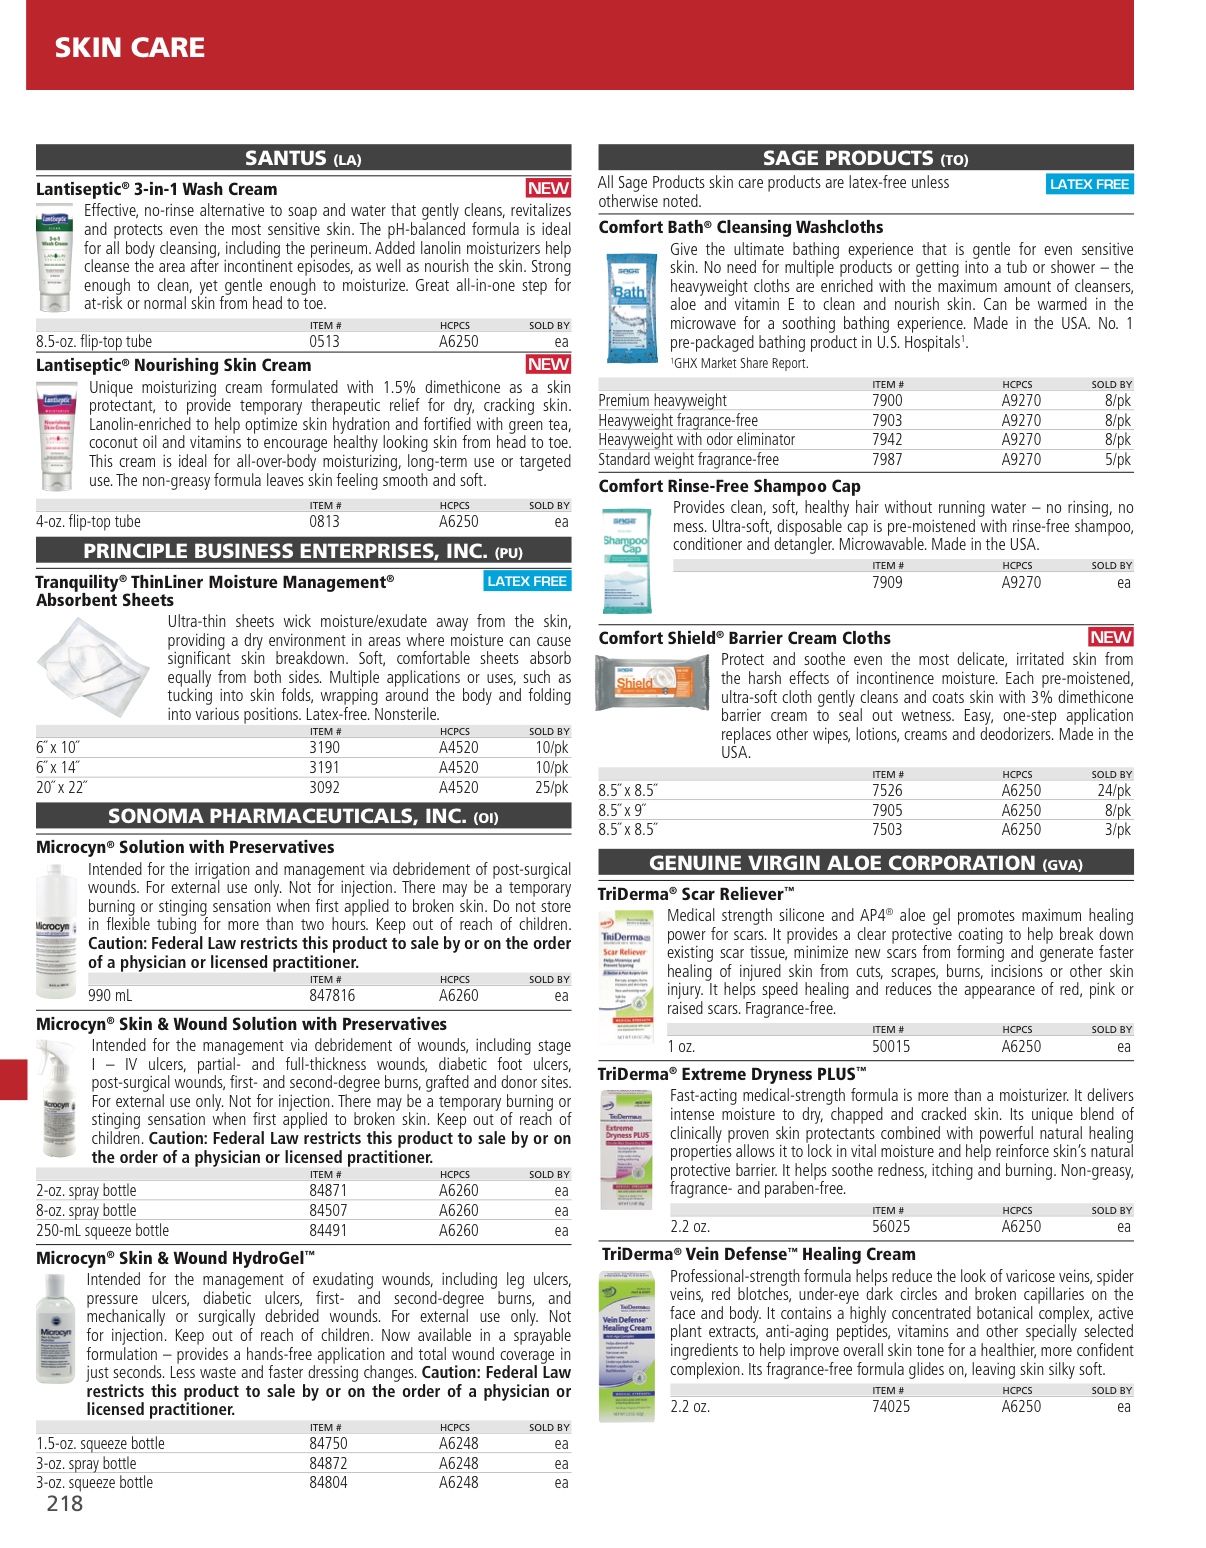 SKIN CARE
SANTUS (LA)
Lantiseptic® 3-in-1 Wash Cream NEW
Effective, no-rinse alternative to soap and water that gently cleans, revitalizes
and protects even the most sensitive skin. The pH-balanced formula is ideal
for all body cleansing, including the perineum. Added lanolin moisturizers help
cleanse the area after incontinent episodes, as well as nourish the skin. Strong
enough to clean, yet gentle enough to moisturize. Great all-in-one step for
at-risk or normal skin from head to toe.
ITEM # HCPCS SOLD BY
8.5-oz. flip-top tube 0513 A6250 ea
Lantiseptic® Nourishing Skin Cream NEW
Unique moisturizing cream formulated with 1.5% dimethicone as a skin
protectant, to provide temporary therapeutic relief for dry, cracking skin.
Lanolin-enriched to help optimize skin hydration and fortified with green tea,
coconut oil and vitamins to encourage healthy looking skin from head to toe.
This cream is ideal for all-over-body moisturizing, long-term use or targeted
use. The non-greasy formula leaves skin feeling smooth and soft.
ITEM # HCPCS SOLD BY
4-oz. flip-top tube 0813 A6250 ea
PRINCIPLE BUSINESS ENTERPRISES, INC. (PU)
Tranquility® ThinLiner Moisture Management® LATEX FREE
Absorbent Sheets
Ultra-thin sheets wick moisture/exudate away from the skin,
providing a dry environment in areas where moisture can cause
significant skin breakdown. Soft, comfortable sheets absorb
equally from both sides. Multiple applications or uses, such as
tucking into skin folds, wrapping around the body and folding
into various positions. Latex-free. Nonsterile.
ITEM # HCPCS SOLD BY
6˝ x 10˝ 3190 A4520 10/pk
6˝ x 14˝ 3191 A4520 10/pk
20˝ x 22˝ 3092 A4520 25/pk
SONOMA PHARMACEUTICALS, INC. (OI)
Microcyn® Solution with Preservatives
Intended for the irrigation and management via debridement of post-surgical
wounds. For external use only. Not for injection. There may be a temporary
burning or stinging sensation when first applied to broken skin. Do not store
in flexible tubing for more than two hours. Keep out of reach of children.
Caution: Federal Law restricts this product to sale by or on the order
of a physician or licensed practitioner.
ITEM # HCPCS SOLD BY
990 mL 847816 A6260 ea
Microcyn® Skin & Wound Solution with Preservatives
Intended for the management via debridement of wounds, including stage
I – IV ulcers, partial- and full-thickness wounds, diabetic foot ulcers,
post-surgical wounds, first- and second-degree burns, grafted and donor sites.
For external use only. Not for injection. There may be a temporary burning or
stinging sensation when first applied to broken skin. Keep out of reach of
children. Caution: Federal Law restricts this product to sale by or on
the order of a physician or licensed practitioner.
ITEM # HCPCS SOLD BY
2-oz. spray bottle 84871 A6260 ea
8-oz. spray bottle 84507 A6260 ea
250-mL squeeze bottle 84491 A6260 ea
Microcyn® Skin & Wound HydroGel™
Intended for the management of exudating wounds, including leg ulcers,
pressure ulcers, diabetic ulcers, first- and second-degree burns, and
mechanically or surgically debrided wounds. For external use only. Not
for injection. Keep out of reach of children. Now available in a sprayable
formulation – provides a hands-free application and total wound coverage in
just seconds. Less waste and faster dressing changes. Caution: Federal Law
restricts this product to sale by or on the order of a physician or
licensed practitioner.
ITEM # HCPCS SOLD BY
1.5-oz. squeeze bottle 84750 A6248 ea
3-oz. spray bottle 84872 A6248 ea
3-oz. squeeze bottle 84804 A6248 ea
218
SAGE PRODUCTS (TO)
All Sage Products skin care products are latex-free unless LATEX FREE
otherwise noted.
Comfort Bath® Cleansing Washcloths
Give the ultimate bathing experience that is gentle for even sensitive
skin. No need for multiple products or getting into a tub or shower – the
heavyweight cloths are enriched with the maximum amount of cleansers,
aloe and vitamin E to clean and nourish skin. Can be warmed in the
microwave for a soothing bathing experience. Made in the USA. No. 1
pre-packaged bathing product in U.S. Hospitals¹.
¹GHX Market Share Report.
ITEM # HCPCS SOLD BY
Premium heavyweight 7900 A9270 8/pk
Heavyweight fragrance-free 7903 A9270 8/pk
Heavyweight with odor eliminator 7942 A9270 8/pk
Standard weight fragrance-free 7987 A9270 5/pk
Comfort Rinse-Free Shampoo Cap
Provides clean, soft, healthy hair without running water – no rinsing, no
mess. Ultra-soft, disposable cap is pre-moistened with rinse-free shampoo,
conditioner and detangler. Microwavable. Made in the USA.
ITEM # HCPCS SOLD BY
7909 A9270 ea
Comfort Shield® Barrier Cream Cloths NEW
Protect and soothe even the most delicate, irritated skin from
the harsh effects of incontinence moisture. Each pre-moistened,
ultra-soft cloth gently cleans and coats skin with 3% dimethicone
barrier cream to seal out wetness. Easy, one-step application
replaces other wipes, lotions, creams and deodorizers. Made in the
USA.
ITEM # HCPCS SOLD BY
8.5˝ x 8.5˝ 7526 A6250 24/pk
8.5˝ x 9˝ 7905 A6250 8/pk
8.5˝ x 8.5˝ 7503 A6250 3/pk
GENUINE VIRGIN ALOE CORPORATION (GVA)
TriDerma® Scar Reliever™
Medical strength silicone and AP4® aloe gel promotes maximum healing
power for scars. It provides a clear protective coating to help break down
existing scar tissue, minimize new scars from forming and generate faster
healing of injured skin from cuts, scrapes, burns, incisions or other skin
injury. It helps speed healing and reduces the appearance of red, pink or
raised scars. Fragrance-free.
ITEM # HCPCS SOLD BY
1 oz. 50015 A6250 ea
TriDerma® Extreme Dryness PLUS™
Fast-acting medical-strength formula is more than a moisturizer. It delivers
intense moisture to dry, chapped and cracked skin. Its unique blend of
clinically proven skin protectants combined with powerful natural healing
properties allows it to lock in vital moisture and help reinforce skin's natural
protective barrier. It helps soothe redness, itching and burning. Non-greasy,
fragrance- and paraben-free.
ITEM # HCPCS SOLD BY
2.2 oz. 56025 A6250 ea
TriDerma® Vein Defense™ Healing Cream
Professional-strength formula helps reduce the look of varicose veins, spider
veins, red blotches, under-eye dark circles and broken capillaries on the
face and body. It contains a highly concentrated botanical complex, active
plant extracts, anti-aging peptides, vitamins and other specially selected
ingredients to help improve overall skin tone for a healthier, more confident
complexion. Its fragrance-free formula glides on, leaving skin silky soft.
ITEM # HCPCS SOLD BY
2.2 oz. 74025 A6250 ea